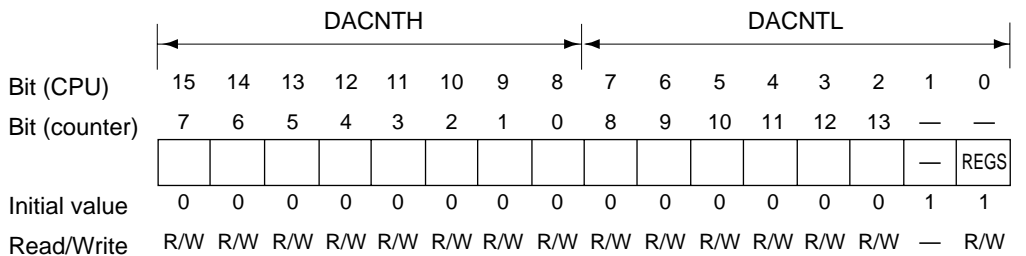 DACNTH DACNTL
Bit (CPU) 15 14 13 12 11 10 9 8 7 6 5 4 3 2 1 0
Bit (counter) 7 6 5 4 3 2 1 0 8 9 10 11 12 13 — —
— REGS
Initial value 0 0 0 0 0 0 0 0 0 0 0 0 0 0 1 1
Read/Write R/W R/W R/W R/W R/W R/W R/W R/W R/W R/W R/W R/W R/W R/W — R/W